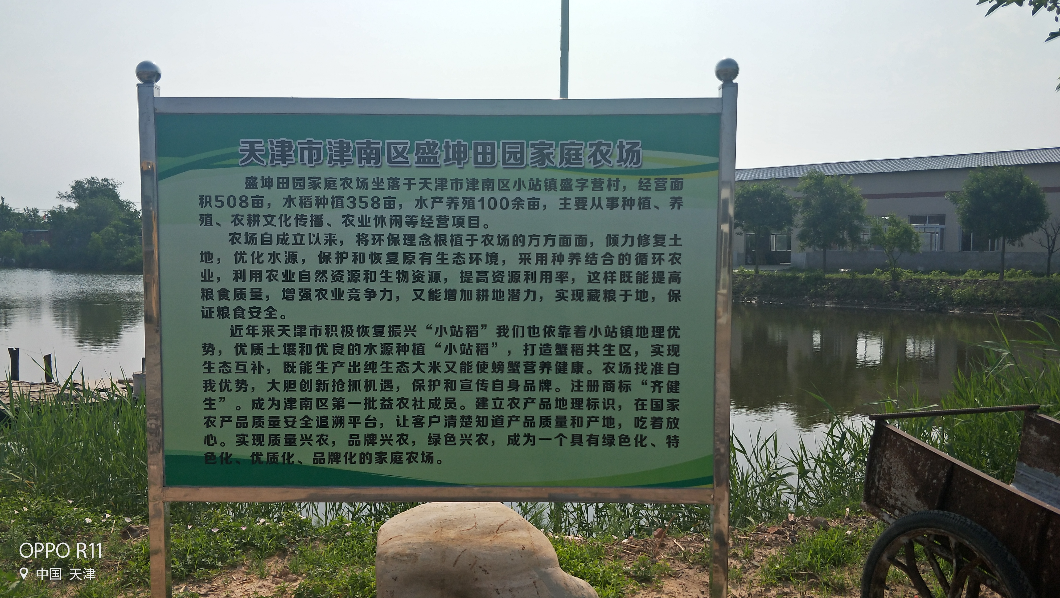 天津市津南区盛坤田园家庭农场
盛坤田园家庭农场坐落于天津市津南区小站镇盛字营村，经营面
积508亩，水稻种植358亩，水产养殖100余亩，主要从事种植、养
殖、农耕文化传播、农业休闲等经营项目。
农场自成立以来，将环保理念根植于农场的方方面面，倾力修复土
地，优化水源，保护和恢复原有生态环境，采用种养结合的循环农
业，利用农业自然资源和生物资源，提高资源利用率，这样既能提高
粮食质量，增强农业竞争力，又能增加耕地潜力，实现藏粮于地，保
证粮食安全。
近年来天津市积极恢复振兴“小站稻”我们也依靠着小站镇地理优
势，优质土壤和优良的水源种植“小站稻”，打造蟹稻共生区，实现
生态互补，既能生产出纯生态大米又能使螃蟹营养健康。农场找准自
我优势，大胆创新抢抓机遇，保护和宣传自身品牌。注册商标“齐健
生”。成为津南区第一批益农社成员。建立农产品地理标识，在国家
农产品质量安全追溯平台，让客户清楚知道产品质量和产地，吃着放
心。实现质量兴农，品牌兴农，绿色兴农，成为一个具有绿色化、特
色化、优质化、品牌化的家庭农场。
OPPO R11
中国 天津